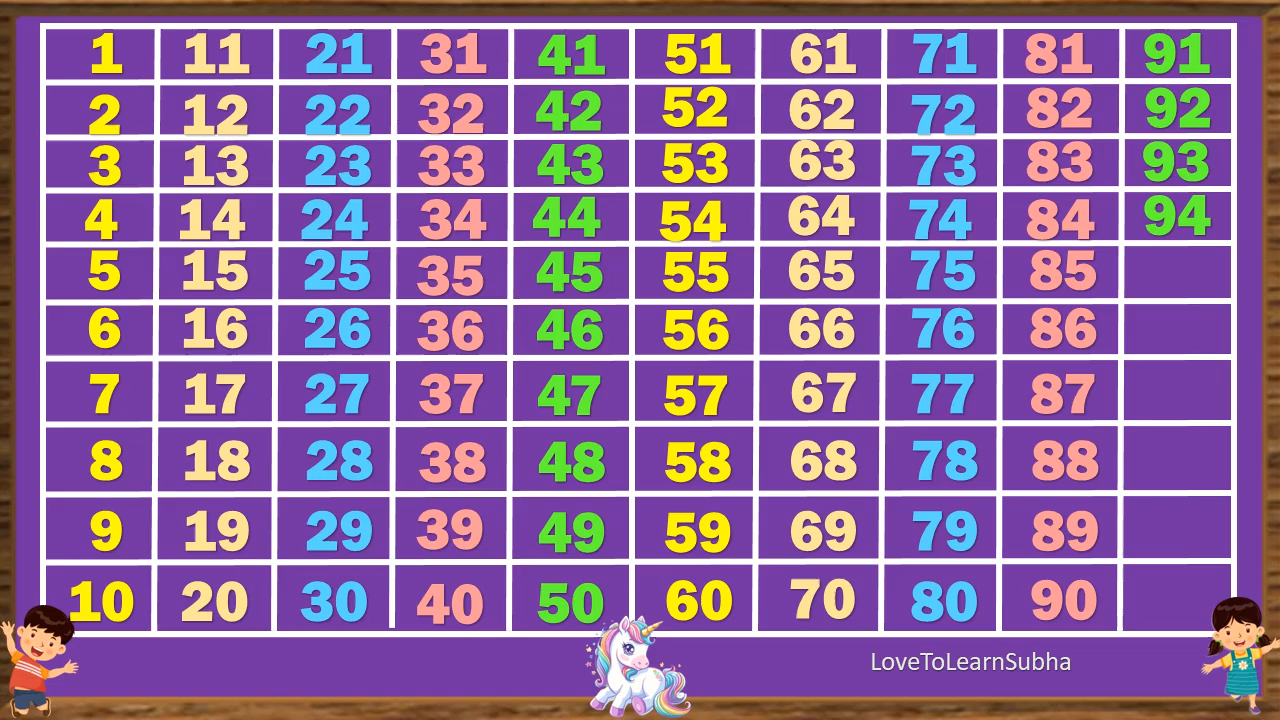 1 11 21 31 41 51 61 71 81 91
2 12 22 32 42 52 62 72 82 92
3 13 23 33 43 53 63 73 83 93
4 14 24 34 44 54 64 74 84 94
5 15 25 35 45 55 65 75 85
6 16 26 36 46 56 66 76 86
7 17 27 37 47 57 67 77 87
8 18 28 38 48 58 68 78 88
9 19 29 39 49 59 69 79 89
10 20 30 40 50 60 70 80 90
LoveToLearnSubha